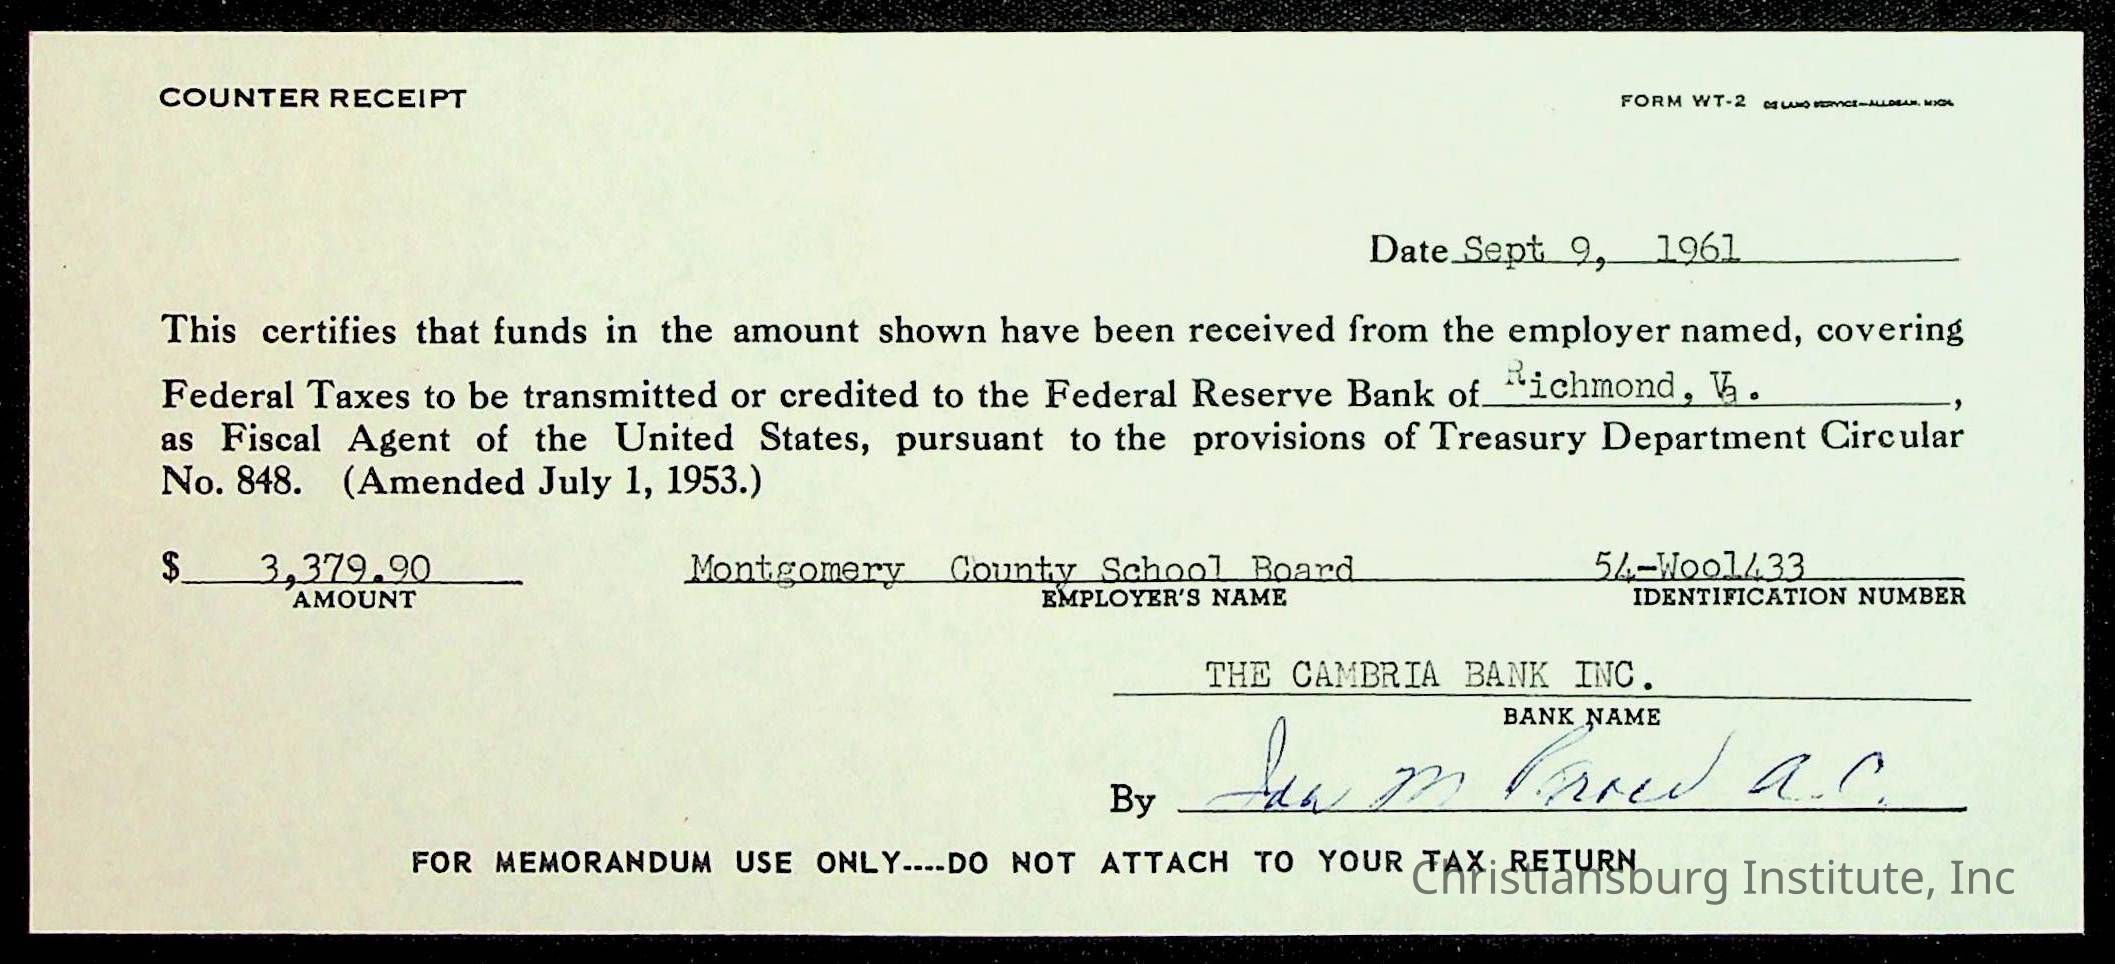 COUNTER RECEIPT
FORM WT-2
Date Sept 9, 1961
This certifies that funds in the amount shown have been received from the employer named, covering
Federal Taxes to be transmitted or credited to the Federal Reserve Bank of Richmond, Va. ,
as Fiscal Agent of the United States, pursuant to the provisions of Treasury Department Circular
No. 848. (Amended July 1, 1953.)
$ 3,379.90 Montgomery County School Board 54-Woo1433
AMOUNT EMPLOYER'S NAME IDENTIFICATION NUMBER
THE CAMBRIA BANK INC.
BANK NAME
By Ida M A.C.
FOR MEMORANDUM USE ONLY----DO NOT ATTACH TO YOUR TAX RETURN
Christiansburg Institute, Inc